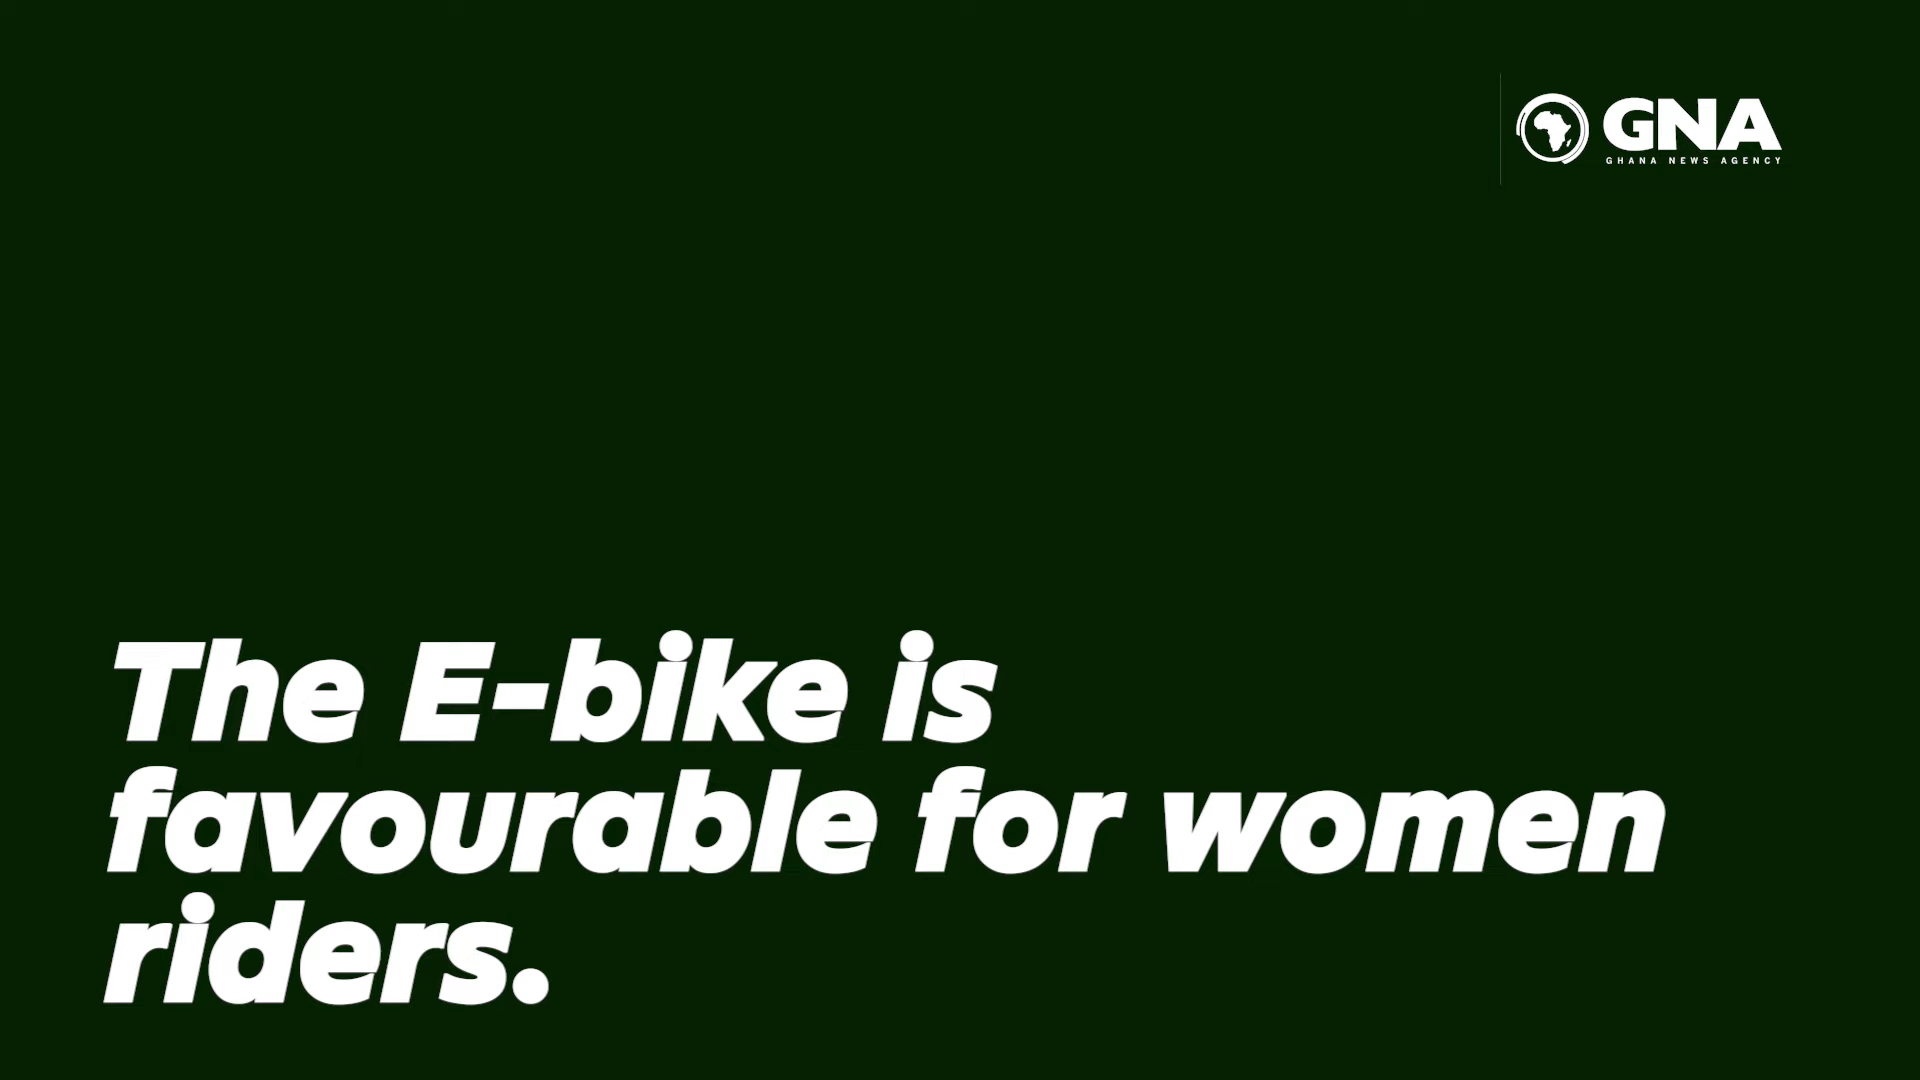 GNA
GHANA NEWS AGENCY
The E-bike is
favourable for women
riders.